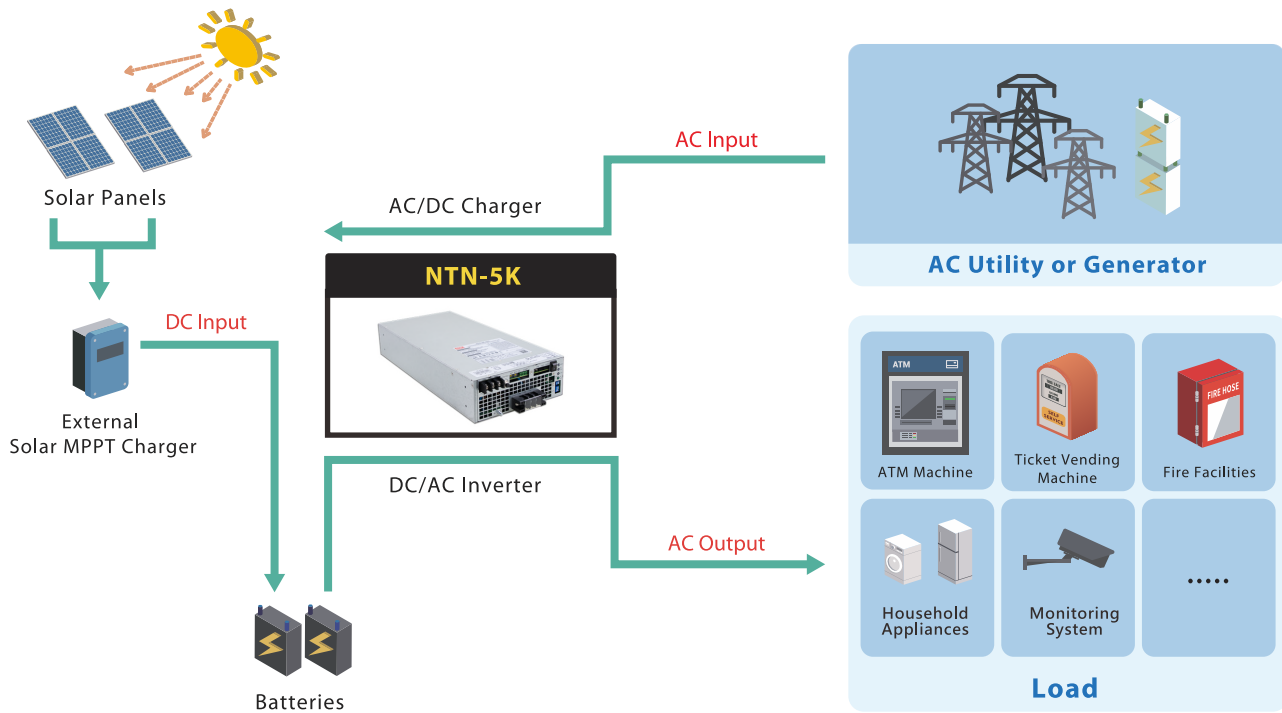 Solar Panels
External
Solar MPPT Charger
DC Input
Batteries
AC/DC Charger
AC Input
NTN-5K
DC/AC Inverter
AC Output
AC Utility or Generator
ATM
ATM Machine
SELF
SERVICE
Ticket Vending
Machine
FIRE HOSE
Fire Facilities
Household
Appliances
Monitoring
System
.....
Load